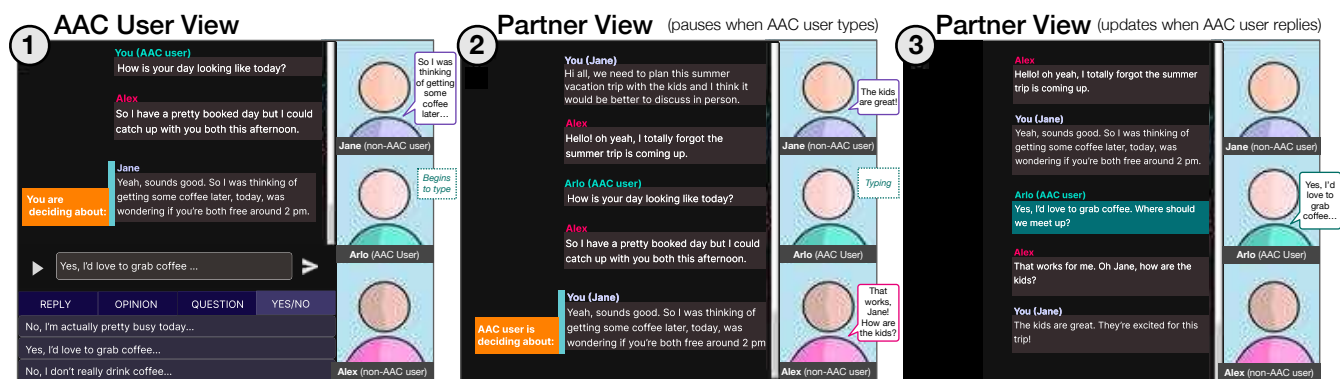 1
AAC User View
You (AAC user)
How is your day looking like today?
Alex
So I have a pretty booked day but I could
catch up with you both this afternoon.
Jane
Yeah, sounds good. So I was thinking of
getting some coffee later, today, was
wondering if you're both free around 2 pm.
You are
deciding about:
Yes, I'd love to grab coffee ...
REPLY
OPINION
QUESTION
YES/NO
No, I'm actually pretty busy today...
Yes, I'd love to grab coffee...
No, I don't really drink coffee...
So I was
thinking
of getting
some
coffee
later...
Jane (non-AAC user)
Begins
to type
Arlo (AAC User)
Alex (non-AAC user)
2
Partner View (pauses when AAC user types)
You (Jane)
Hi all, we need to plan this summer
vacation trip with the kids and I think it
would be better to discuss in person.
Alex
Hello! oh yeah, I totally forgot the
summer trip is coming up.
Arlo (AAC user)
How is your day looking like today?
Alex
So I have a pretty booked day but I could
catch up with you both this afternoon.
You (Jane)
Yeah, sounds good. So I was thinking of
getting some coffee later, today, was
wondering if you're both free around 2 pm
AAC user is
deciding about:
The kids
are great!
Jane (non-AAC user)
Typing
Arlo (AAC User)
That
works,
Jane!
How are
the kids?
Alex (non-AAC user)
3
Partner View (updates when AAC user replies)
Alex
Hello! oh yeah, I totally forgot the summer
trip is coming up.
You (Jane)
Yeah, sounds good. So I was thinking of
getting some coffee later, today, was
wondering if you're both free around 2 pm.
Arlo (AAC user)
Yes, I'd love to grab coffee. Where should
we meet up?
Alex
That works for me. Oh Jane, how are the
kids?
You (Jane)
The kids are great. They're excited for this
trip!
Jane (non-AAC user)
Yes, I'd
love to
grab
coffee...
Arlo (AAC User)
Alex (non-AAC user)